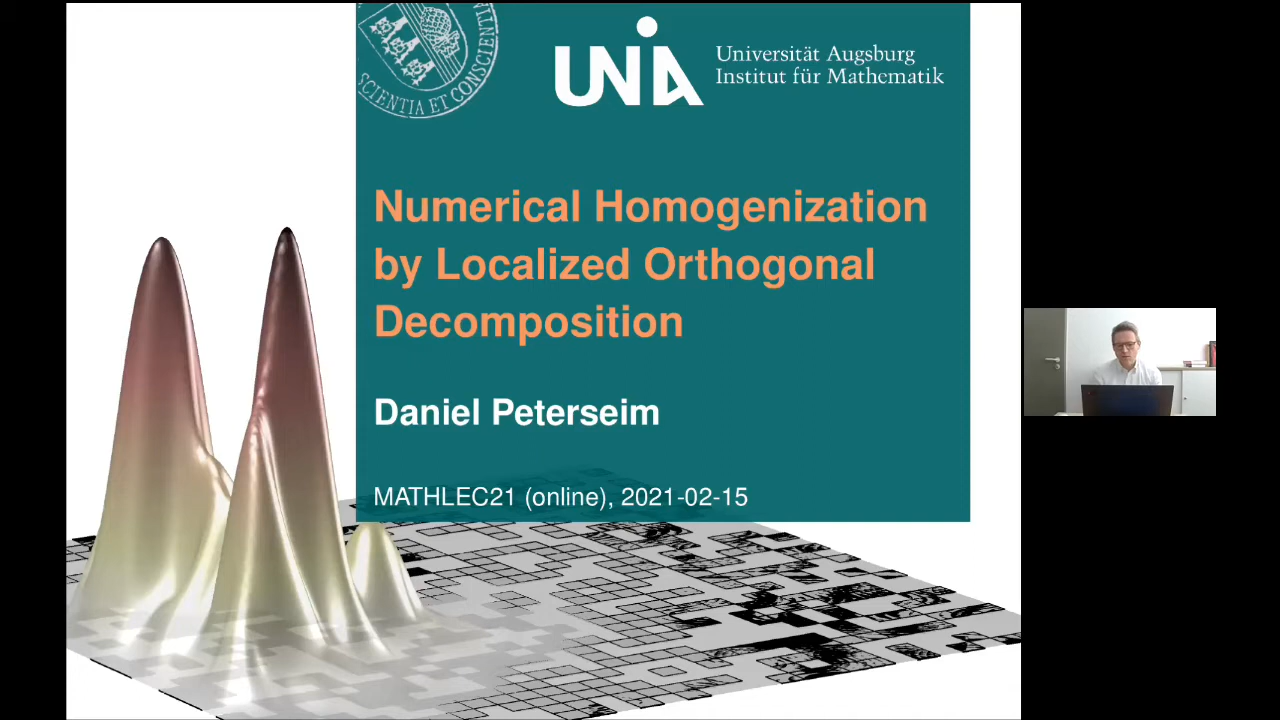 SCIENTIA ET CONSCIENTIA
UNIA
Universität Augsburg
Institut für Mathematik
Numerical Homogenization
by Localized Orthogonal
Decomposition
Daniel Peterseim
MATHLEC21 (online), 2021-02-15